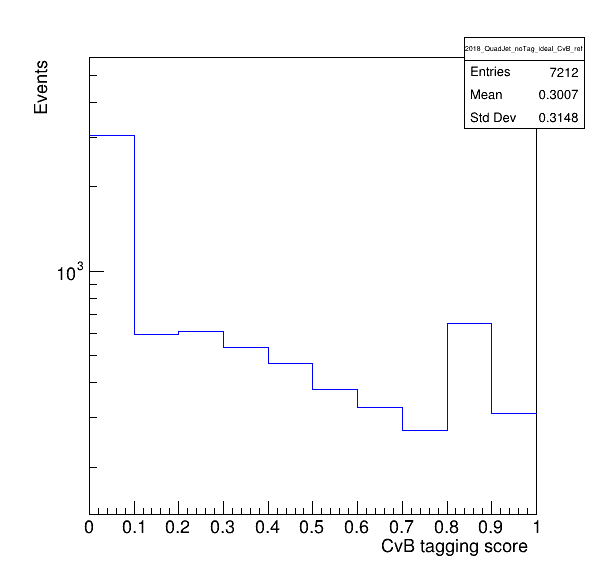 2018_QuadJet_noTag_ideal_CvB_ref
Entries 7212
Mean 0.3007
Std Dev 0.3148
Events
10^3
0 0.1 0.2 0.3 0.4 0.5 0.6 0.7 0.8 0.9 1
CvB tagging score